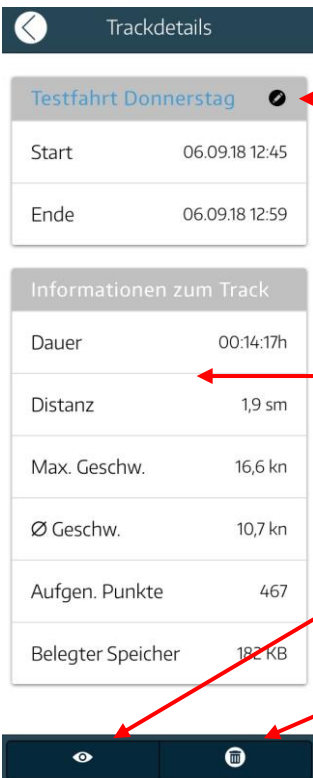 Trackdetails
Testfahrt Donnerstag
Start 06.09.18 12:45
Ende 06.09.18 12:59
Informationen zum Track
Dauer 00:14:17h
Distanz 1,9 sm
Max. Geschw. 16,6 kn
Ø Geschw. 10,7 kn
Aufgen. Punkte 467
Belegter Speicher 182 KB